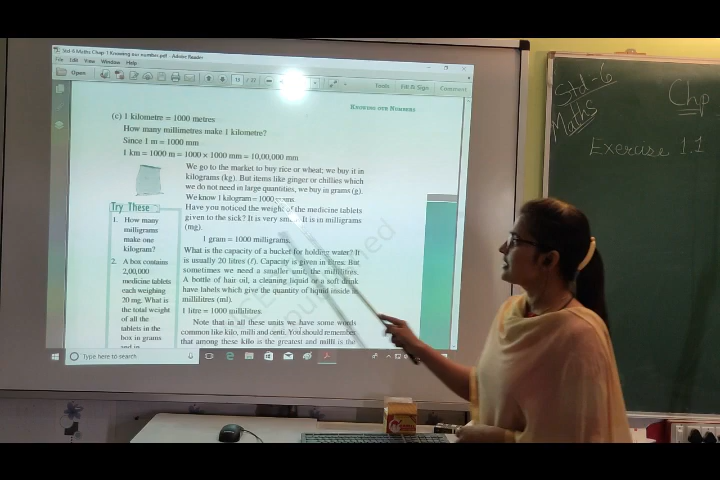 Std-6 Maths Chap-1 Knowing our number.pdf - Adobe Reader
File Edit View Window Help
Open
Tools Fill & Sign Comment
KNOWING OUR NUMBERS
(c) 1 kilometre = 1000 metres
How many millimetres make 1 kilometre?
Since 1 m = 1000 mm
1 km = 1000 m = 1000 × 1000 mm = 10,00,000 mm
We go to the market to buy rice or wheat; we buy it in
kilograms (kg). But items like ginger or chillies which
we do not need in large quantities, we buy in grams (g).
We know 1 kilogram = 1000 grams.
Have you noticed the weight of the medicine tablets
given to the sick? It is very small. It is in milligrams
(mg).
1 gram = 1000 milligrams.
What is the capacity of a bucket for holding water? It
is usually 20 litres (ℓ). Capacity is given in litres. But
sometimes we need a smaller unit, the millilitres.
A bottle of hair oil, a cleaning liquid or a soft drink
have labels which give the quantity of liquid inside in
millilitres (ml).
1 litre = 1000 millilitres.
Note that in all these units we have some words
common like kilo, milli and centi. You should remember
that among these kilo is the greatest and milli is the
Try These
1. How many
milligrams
make one
kilogram?
2. A box contains
2,00,000
medicine tablets
each weighing
20 mg. What is
the total weight
of all the
tablets in the
box in grams
and in
Type here to search
Std-6
Maths
Chp
Exercise 1.1